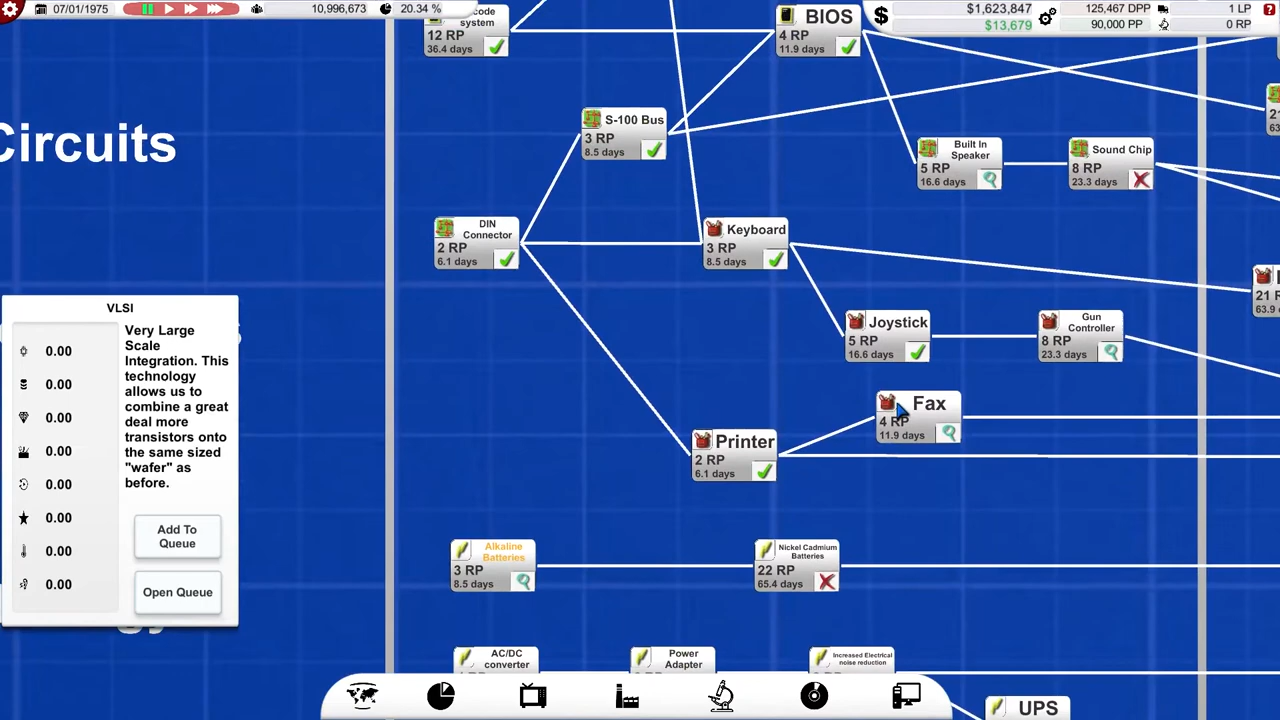 07/01/1975
10,996,673
20.34 %
$
$1,623,847
$13,679
125,467 DPP
90,000 PP
1 LP
0 RP
?
system
12 RP
36.4 days
BIOS
4 RP
11.9 days
S-100 Bus
3 RP
8.5 days
Circuits
Built In
Speaker
5 RP
16.6 days
Sound Chip
8 RP
23.3 days
DIN
Connector
2 RP
6.1 days
Keyboard
3 RP
8.5 days
63.9
Joystick
5 RP
16.6 days
Gun
Controller
8 RP
23.3 days
Fax
4 RP
11.9 days
Printer
2 RP
6.1 days
Alkaline
Batteries
3 RP
8.5 days
Nickel Cadmium
Batteries
22 RP
65.4 days
AC/DC
converter
Power
Adapter
Increased Electrical
noise reduction
UPS
VLSI
0.00
0.00
0.00
0.00
0.00
0.00
0.00
0.00
Very Large
Scale
Integration. This
technology
allows us to
combine a great
deal more
transistors onto
the same sized
"wafer" as
before.
Add To
Queue
Open Queue